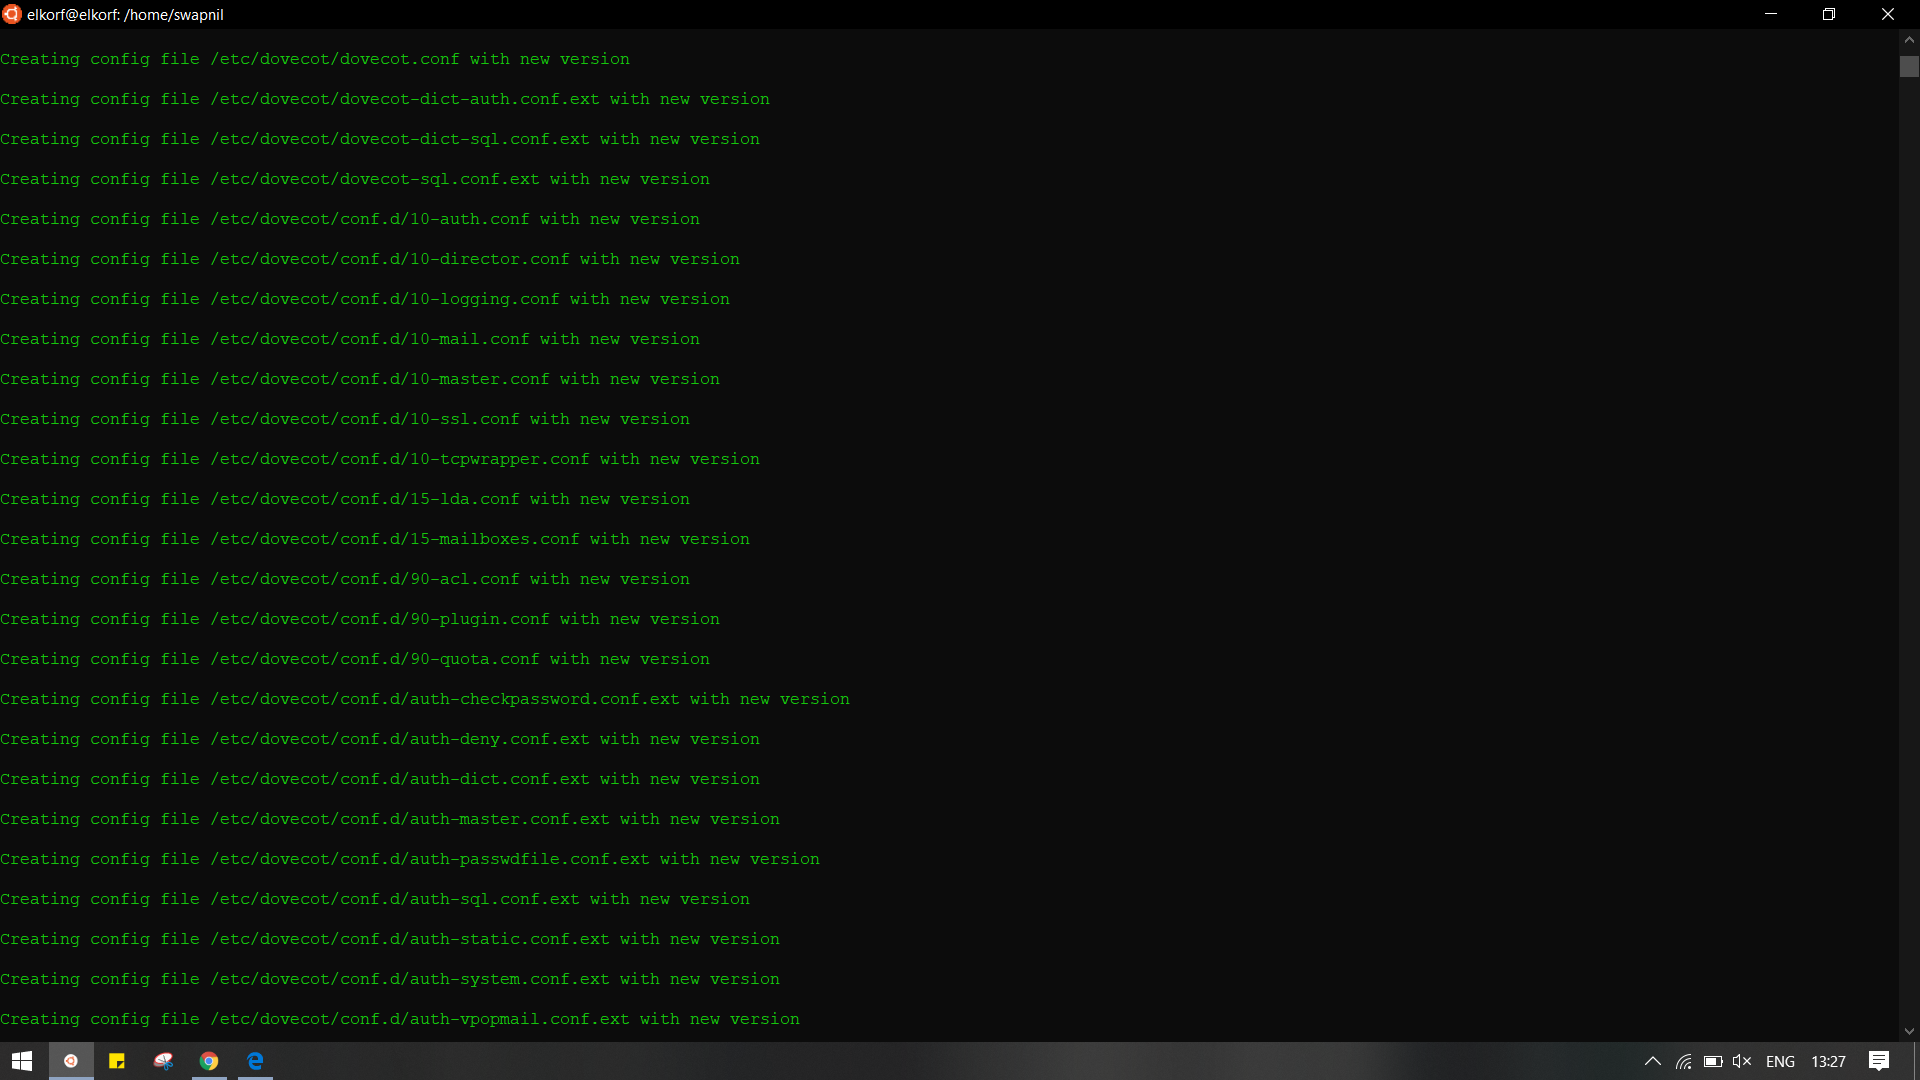 elkorf@elkorf: /home/swapnil
Creating config file /etc/dovecot/dovecot.conf with new version
Creating config file /etc/dovecot/dovecot-dict-auth.conf.ext with new version
Creating config file /etc/dovecot/dovecot-dict-sql.conf.ext with new version
Creating config file /etc/dovecot/dovecot-sql.conf.ext with new version
Creating config file /etc/dovecot/conf.d/10-auth.conf with new version
Creating config file /etc/dovecot/conf.d/10-director.conf with new version
Creating config file /etc/dovecot/conf.d/10-logging.conf with new version
Creating config file /etc/dovecot/conf.d/10-mail.conf with new version
Creating config file /etc/dovecot/conf.d/10-master.conf with new version
Creating config file /etc/dovecot/conf.d/10-ssl.conf with new version
Creating config file /etc/dovecot/conf.d/10-tcpwrapper.conf with new version
Creating config file /etc/dovecot/conf.d/15-lda.conf with new version
Creating config file /etc/dovecot/conf.d/15-mailboxes.conf with new version
Creating config file /etc/dovecot/conf.d/90-acl.conf with new version
Creating config file /etc/dovecot/conf.d/90-plugin.conf with new version
Creating config file /etc/dovecot/conf.d/90-quota.conf with new version
Creating config file /etc/dovecot/conf.d/auth-checkpassword.conf.ext with new version
Creating config file /etc/dovecot/conf.d/auth-deny.conf.ext with new version
Creating config file /etc/dovecot/conf.d/auth-dict.conf.ext with new version
Creating config file /etc/dovecot/conf.d/auth-master.conf.ext with new version
Creating config file /etc/dovecot/conf.d/auth-passwdfile.conf.ext with new version
Creating config file /etc/dovecot/conf.d/auth-sql.conf.ext with new version
Creating config file /etc/dovecot/conf.d/auth-static.conf.ext with new version
Creating config file /etc/dovecot/conf.d/auth-system.conf.ext with new version
Creating config file /etc/dovecot/conf.d/auth-vpopmail.conf.ext with new version
ENG 13:27